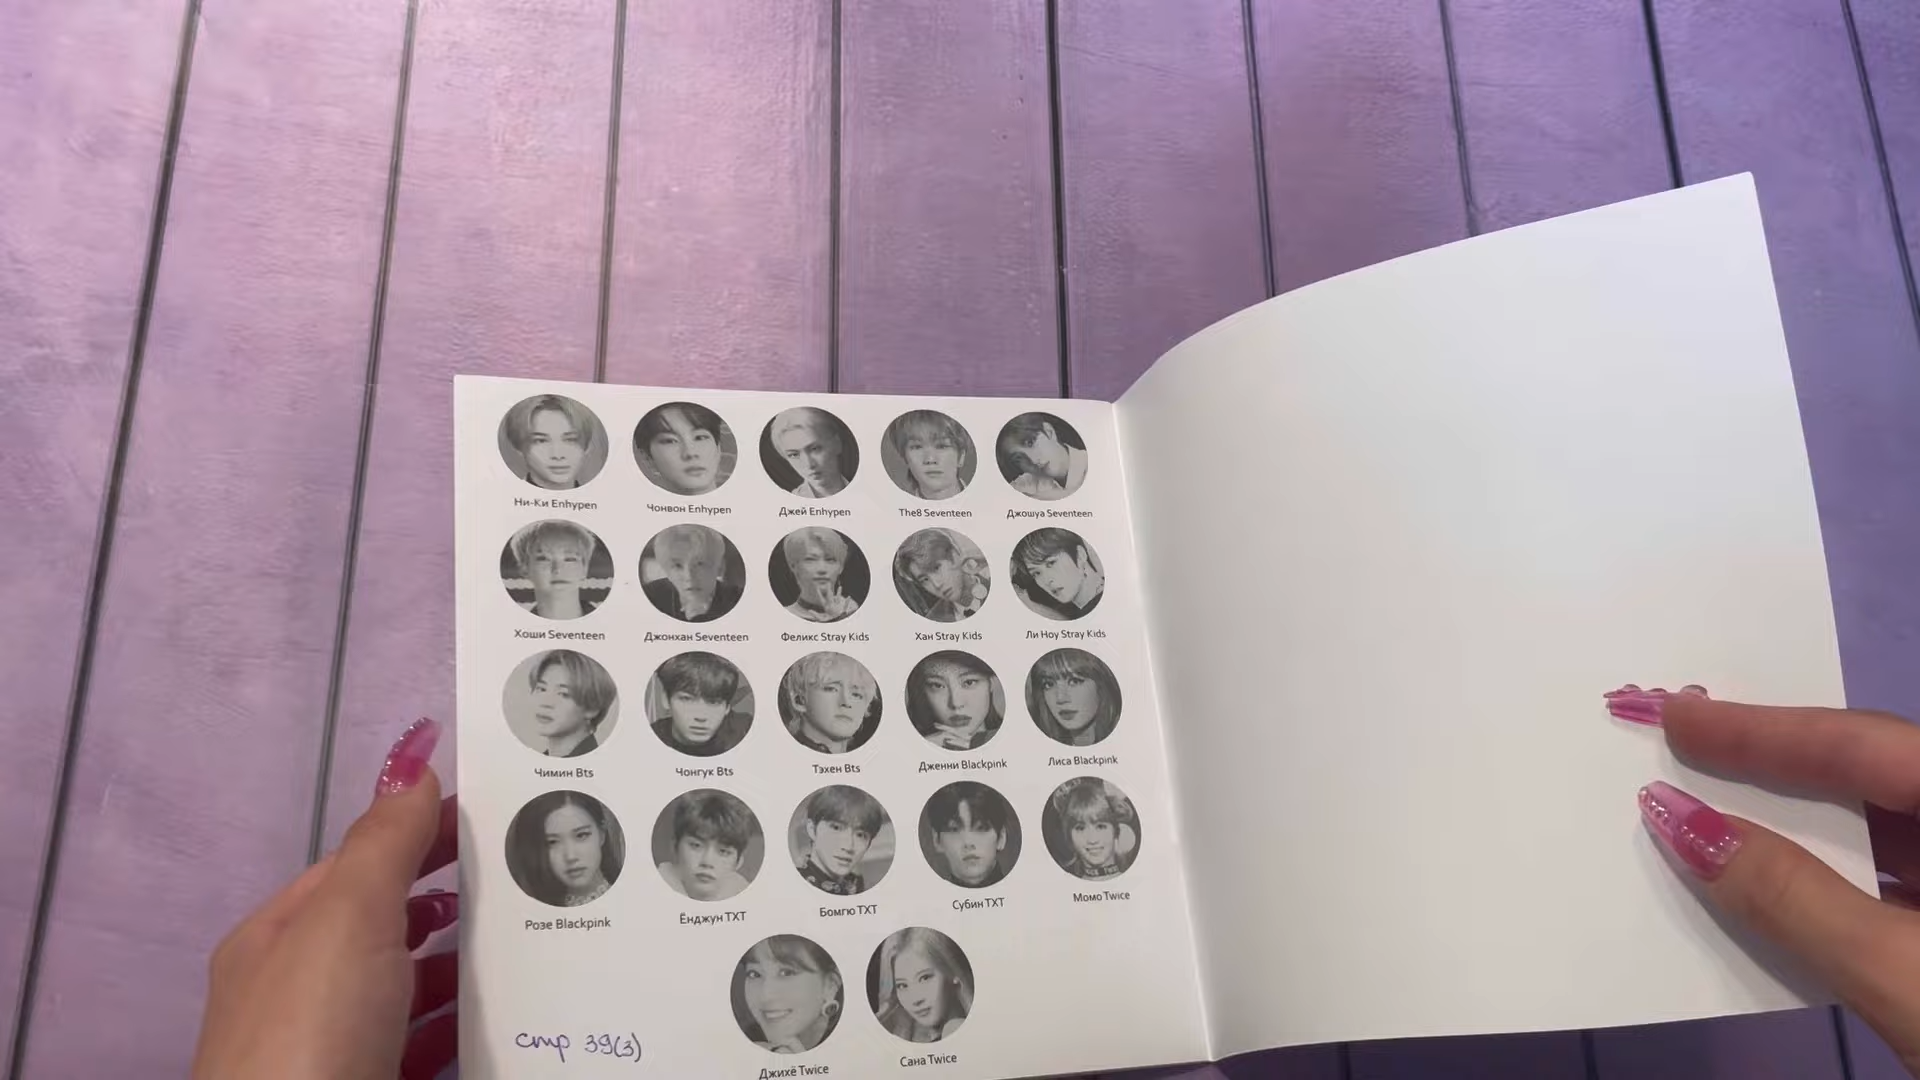 Ни-Ки Enhypen
Чонвон Enhypen
Джей Enhypen
The8 Seventeen
Джошуа Seventeen
Хоши Seventeen
Джонхан Seventeen
Феликс Stray Kids
Хан Stray Kids
Ли Ноу Stray Kids
Чимин Bts
Чонгук Bts
Тэхен Bts
Дженни Blackpink
Лиса Blackpink
Розе Blackpink
Ёнджун TXT
Бомгю TXT
Субин TXT
Момо Twice
Джихё Twice
Сана Twice
стр 39(3)